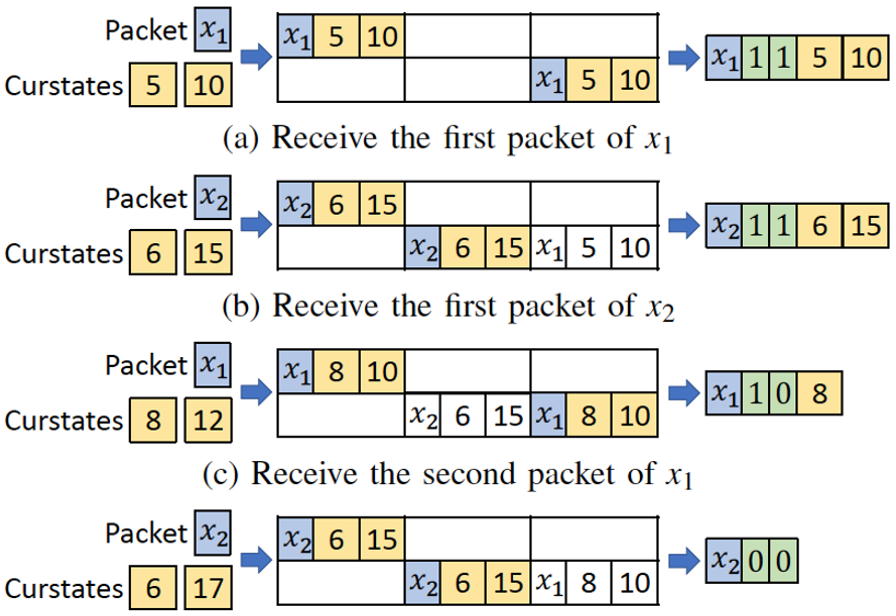 Packet x₁ x₁ 5 10
Curstates 5 10 x₁ 5 10 x₁ 1 1 5 10
(a) Receive the first packet of x₁
Packet x₂ x₂ 6 15
Curstates 6 15 x₂ 6 15 x₁ 5 10 x₂ 1 1 6 15
(b) Receive the first packet of x₂
Packet x₁ x₁ 8 10
Curstates 8 12 x₂ 6 15 x₁ 8 10 x₁ 1 0 8
(c) Receive the second packet of x₁
Packet x₂ x₂ 6 15
Curstates 6 17 x₂ 6 15 x₁ 8 10 x₂ 0 0